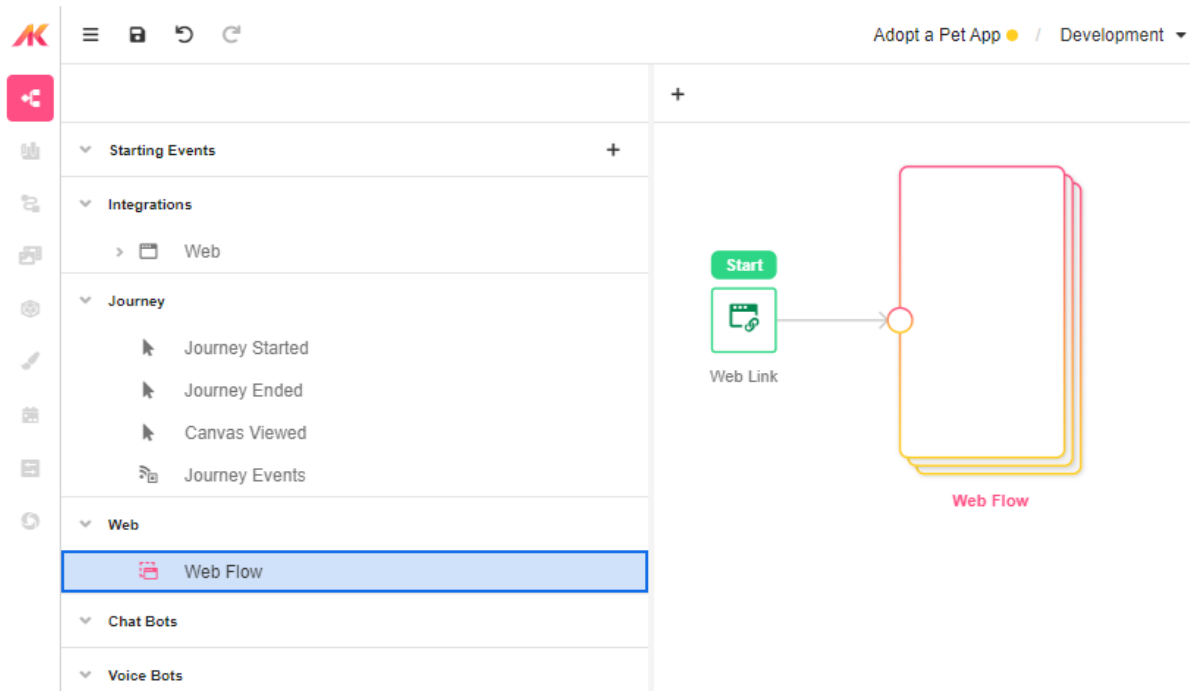 Adopt a Pet App / Development
Starting Events
Integrations
Web
Journey
Journey Started
Journey Ended
Canvas Viewed
Journey Events
Web
Web Flow
Chat Bots
Voice Bots
Start
Web Link
Web Flow